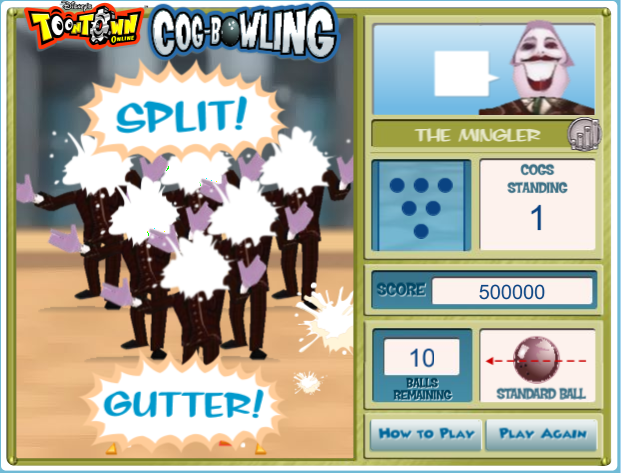 Disney's
TOONTOWN
ONLINE
COG-BOWLING
SPLIT!
THE MINGLER
COGS
STANDING
1
SCORE 500000
10
BALLS
REMAINING
STANDARD BALL
GUTTER!
HOW TO PLAY
PLAY AGAIN